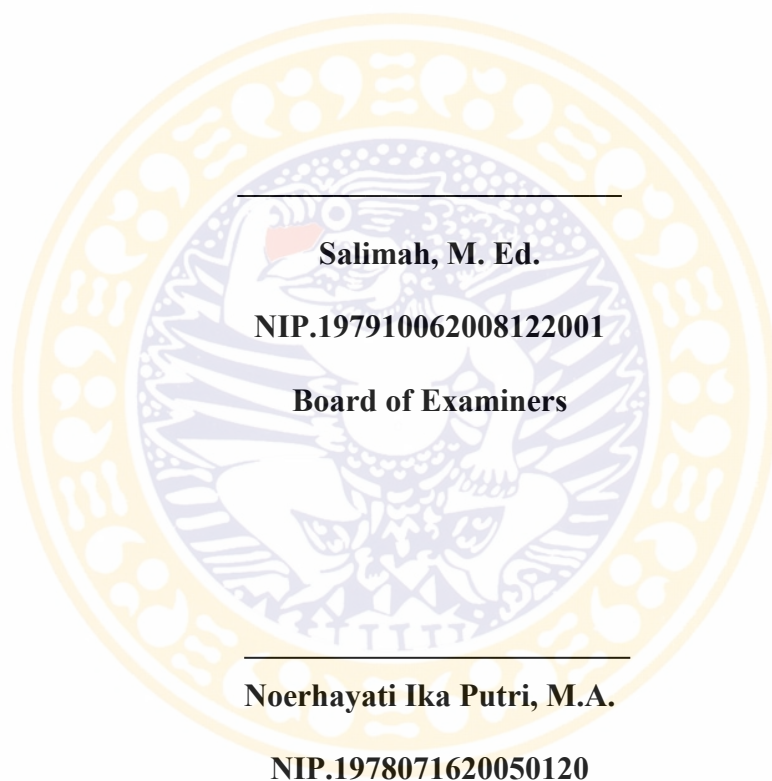 Salimah, M. Ed.
NIP.197910062008122001
Board of Examiners
Noerhayati Ika Putri, M.A.
NIP.1978071620050120